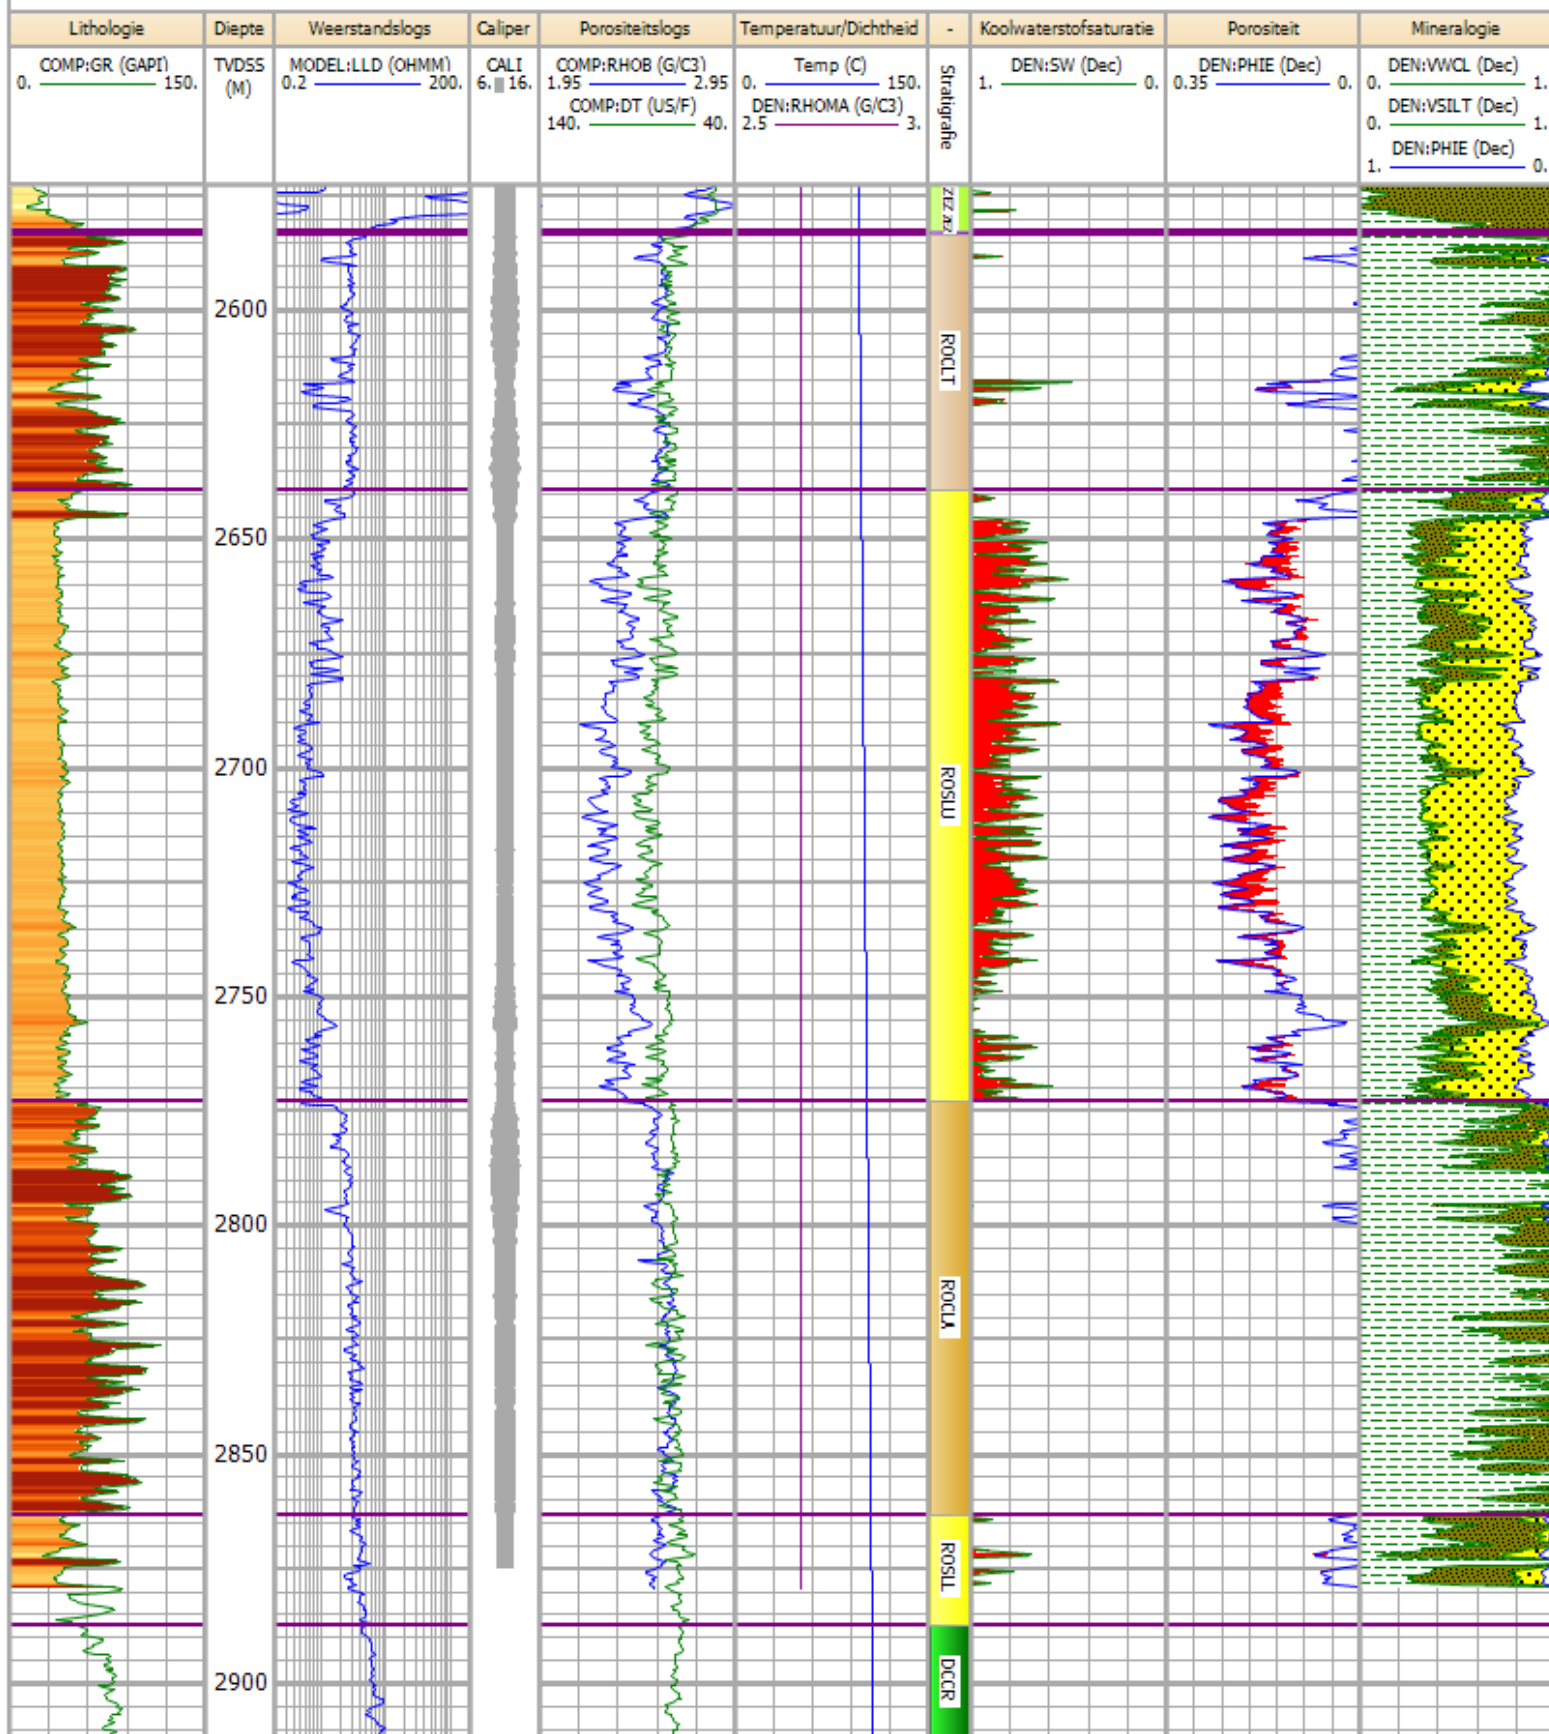 Lithologie Diepte Weerstandslogs Caliper Porositeitslogs Temperatuur/Dichtheid - Koolwaterstofsaturatie Porositeit Mineralogie
COMP:GR (GAPI)
0. 150.
TVDSS
(M)
MODEL:LLD (OHMM)
0.2 200.
CALI
6. 16.
COMP:RHOB (G/C3)
1.95 2.95
COMP:DT (US/F)
140. 40.
Temp (C)
0. 150.
DEN:RHOMA (G/C3)
2.5 3.
Stratigrafie
DEN:SW (Dec)
1. 0.
DEN:PHIE (Dec)
0.35 0.
DEN:VWCL (Dec)
0. 1.
DEN:VSILT (Dec)
0. 1.
DEN:PHIE (Dec)
1. 0.
2600
2650
2700
2750
2800
2850
2900
ROCLT
ROSLU
ROCLA
ROSLL
DCCR